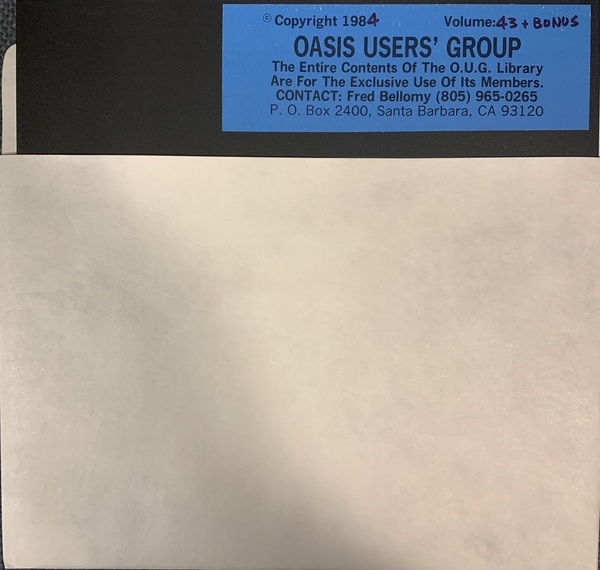 © Copyright 1984 Volume:43 + BONUS
OASIS USERS' GROUP
The Entire Contents Of The O.U.G. Library
Are For The Exclusive Use Of Its Members.
CONTACT: Fred Bellomy (805) 965-0265
P. O. Box 2400, Santa Barbara, CA 93120